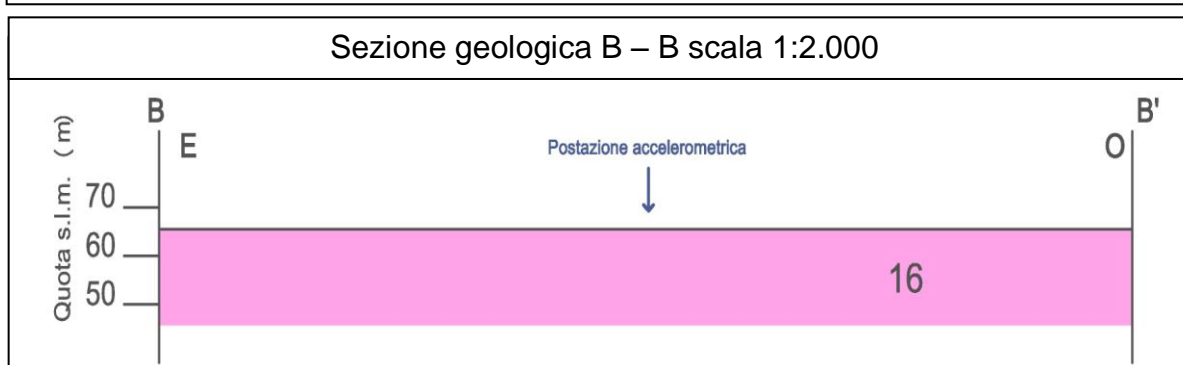 Sezione geologica B – B scala 1:2.000
B
B'
E
O
Postazione accelerometrica
Quota s.l.m. ( m)
70
60
50
16